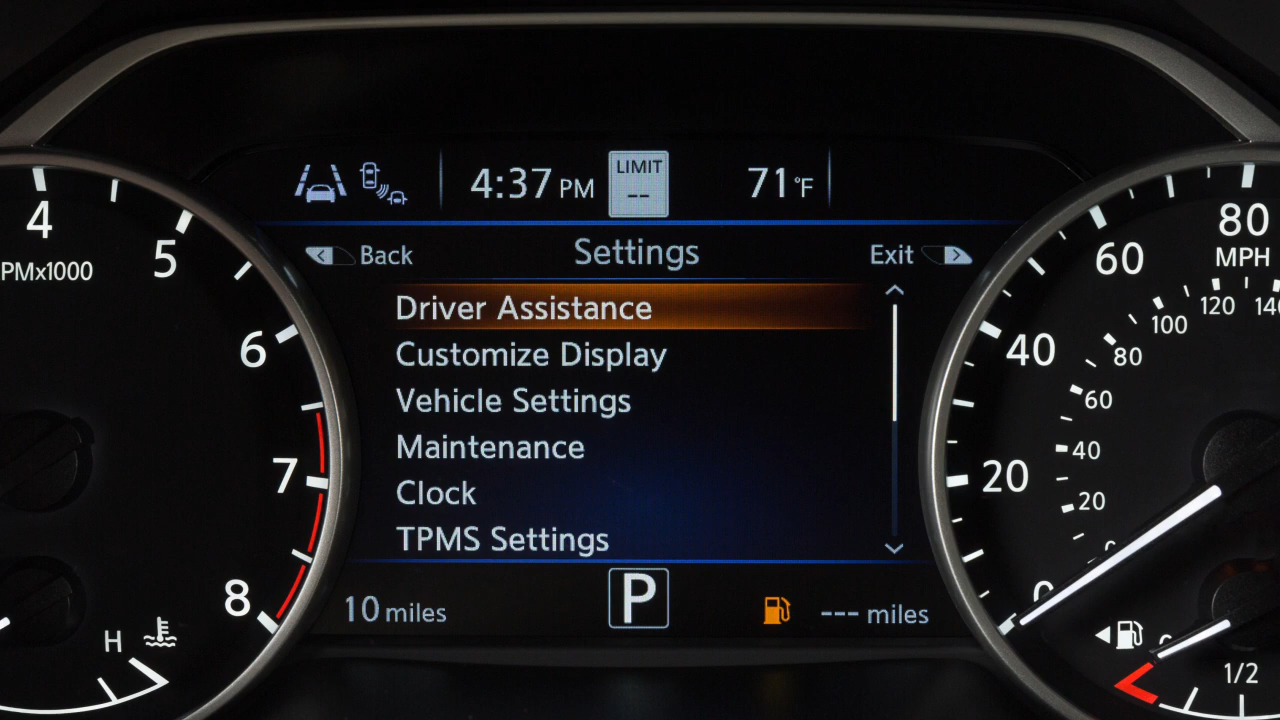 4:37 PM
LIMIT
--
71°F
Back
Settings
Exit
Driver Assistance
Customize Display
Vehicle Settings
Maintenance
Clock
TPMS Settings
10 miles
P
--- miles
4
5
6
7
8
PMx1000
H
80
MPH
60
40
20
0
120
100
80
60
40
20
1/2